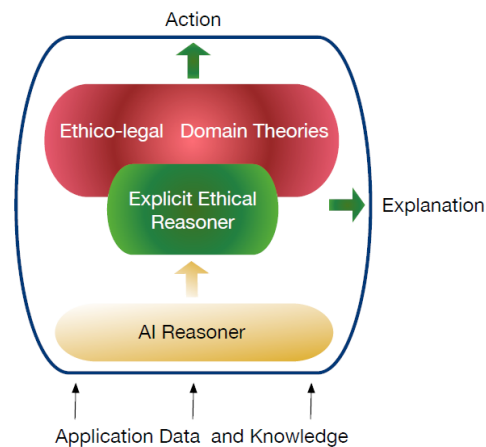 Action
Ethico-legal Domain Theories
Explicit Ethical
Reasoner
Explanation
AI Reasoner
Application Data and Knowledge